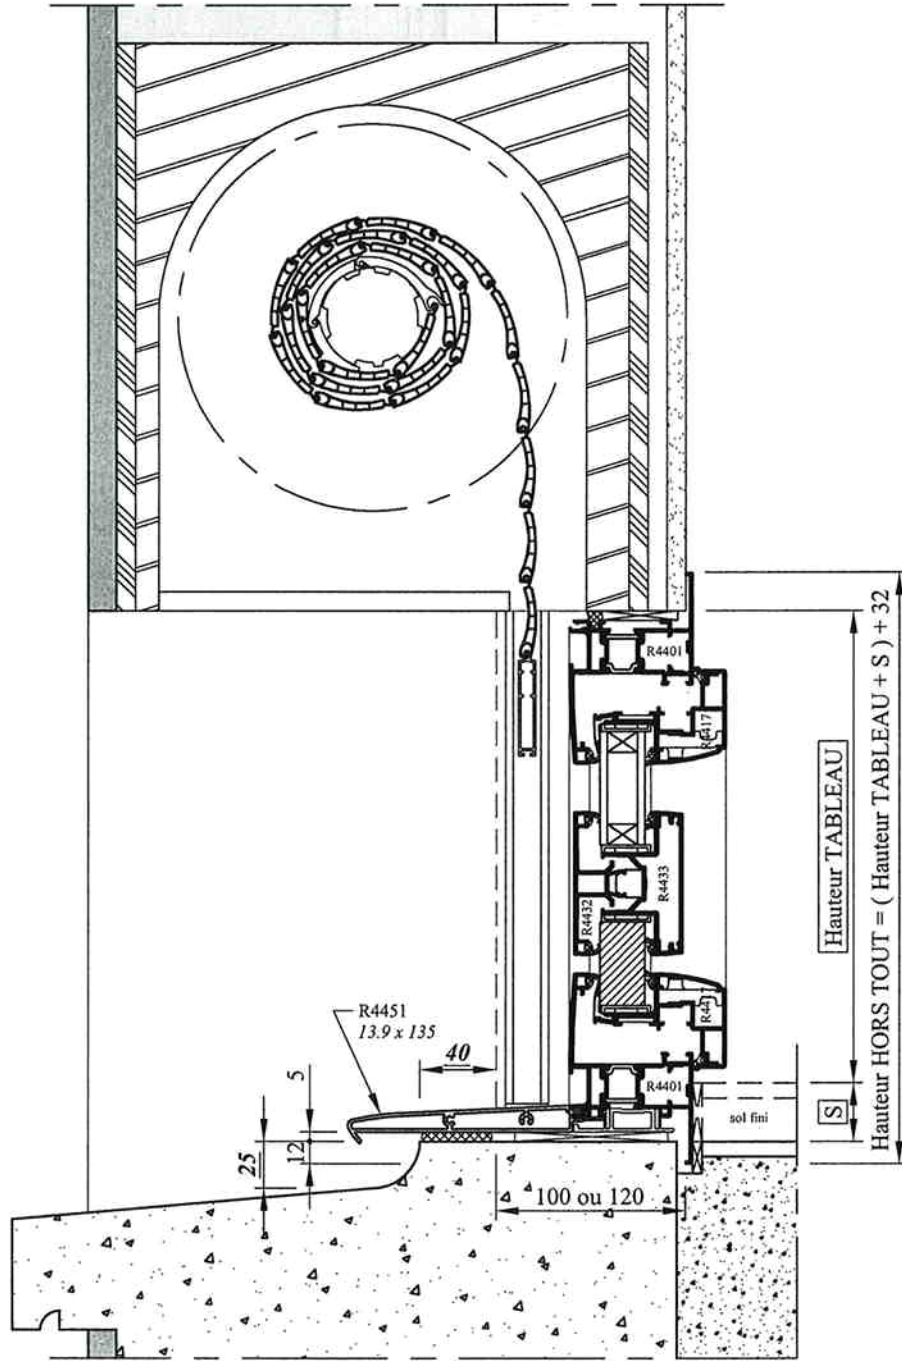 R4401
R4417
R4433
R4432
R4417
R4401
R4451
13.9 x 135
40
5
12
25
sol fini
S
100 ou 120
Hauteur TABLEAU
Hauteur HORS TOUT = ( Hauteur TABLEAU + S ) + 32